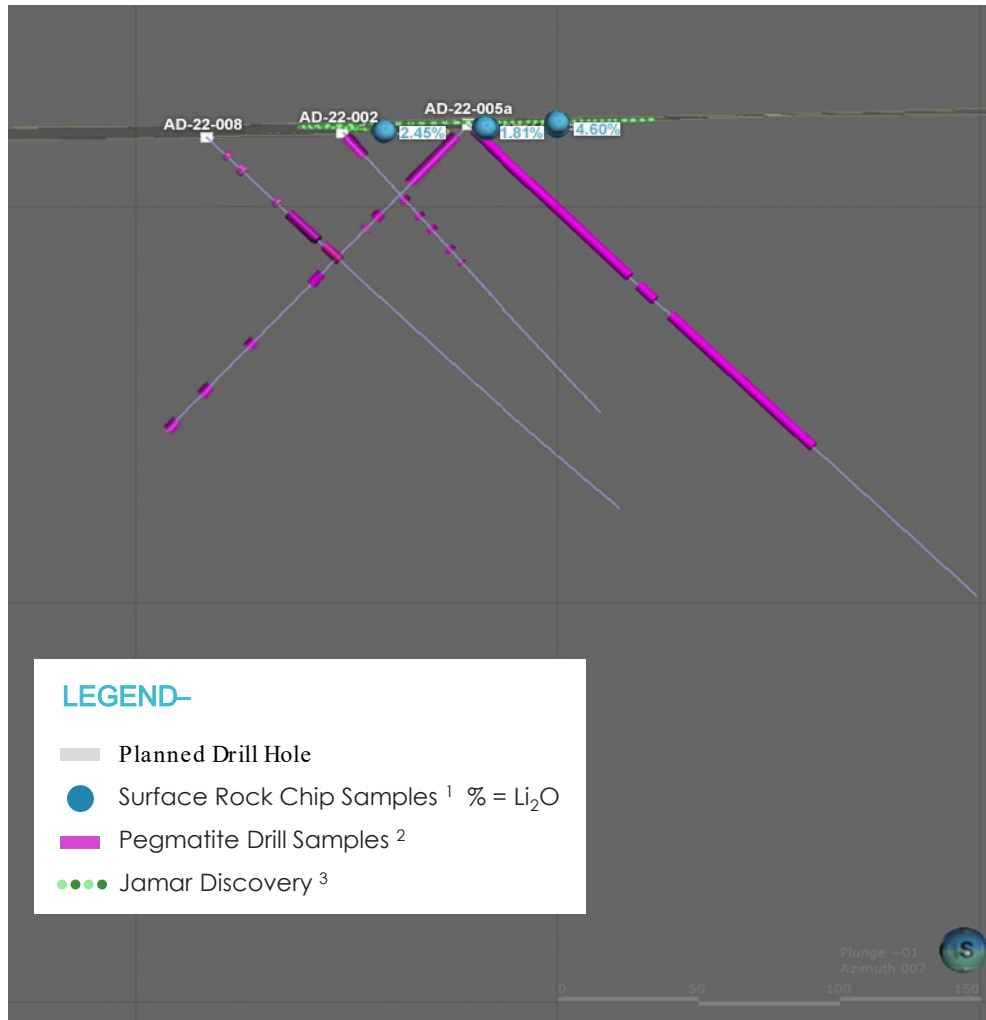 AD-22-005a
AD-22-002
AD-22-008
2.45%
1.81%
4.60%
LEGEND–
Planned Drill Hole
Surface Rock Chip Samples ¹ % = Li₂O
Pegmatite Drill Samples ²
Jamar Discovery ³
S
Plunge −01
Azimuth 007
0 50 100 150